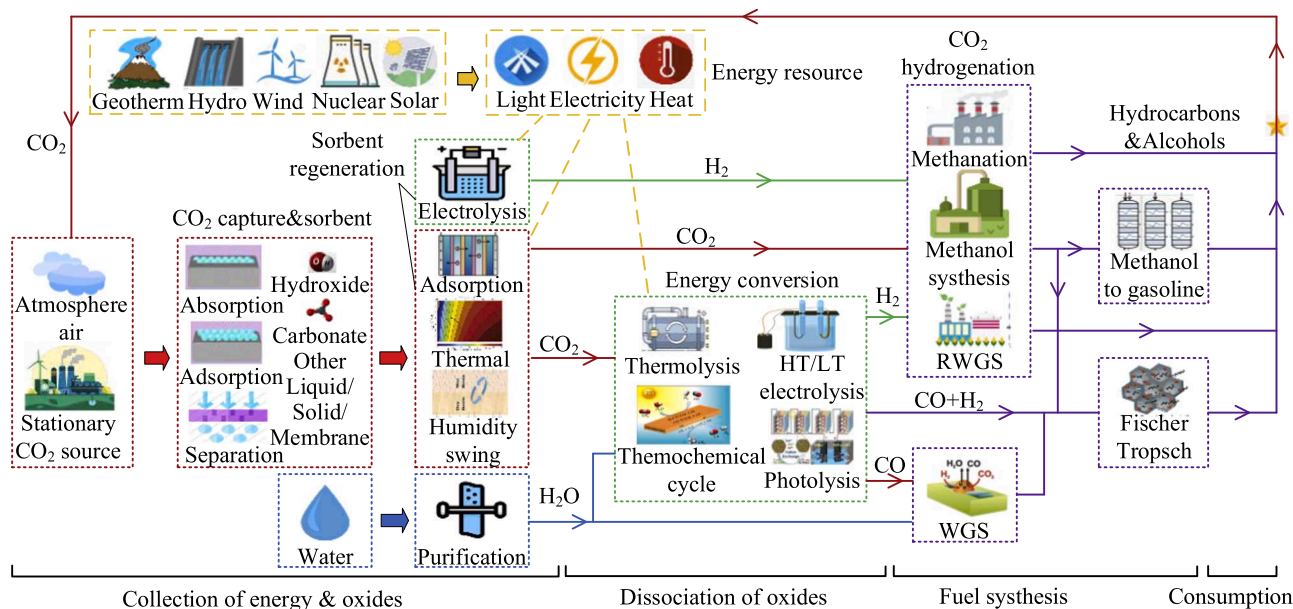 CO₂
Geotherm Hydro Wind Nuclear Solar
Light Electricity Heat
Energy resource
CO₂
hydrogenation
Methanation
Methanol
systhesis
RWGS
Hydrocarbons
&Alcohols
Sorbent
regeneration
Electrolysis
H₂
CO₂ capture&sorbent
Atmosphere
air
Stationary
CO₂ source
Absorption
Adsorption
Separation
Hydroxide
Carbonate
Other
Liquid/
Solid/
Membrane
Adsorption
Thermal
Humidity
swing
CO₂
CO₂
Energy conversion
Thermolysis
HT/LT
electrolysis
Themochemical
cycle
Photolysis
H₂
CO+H₂
CO
Methanol
to gasoline
Fischer
Tropsch
H₂O CO
H₂
CO₂
WGS
Water
Purification
H₂O
Collection of energy & oxides
Dissociation of oxides
Fuel systhesis
Consumption